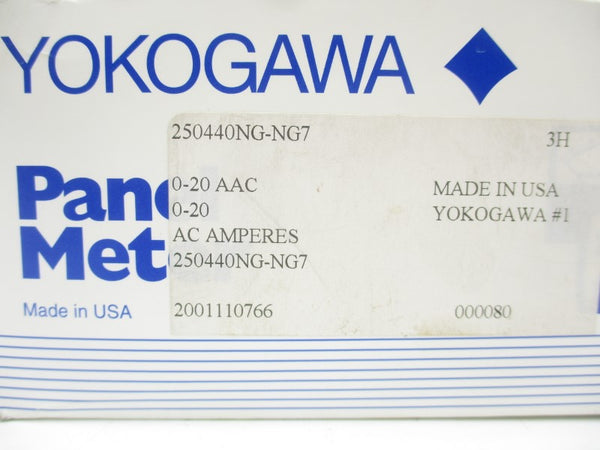 YOKOGAWA
250440NG-NG7 3H
0-20 AAC MADE IN USA
0-20 YOKOGAWA #1
AC AMPERES
250440NG-NG7
2001110766 000080
Pane
Met
Made in USA